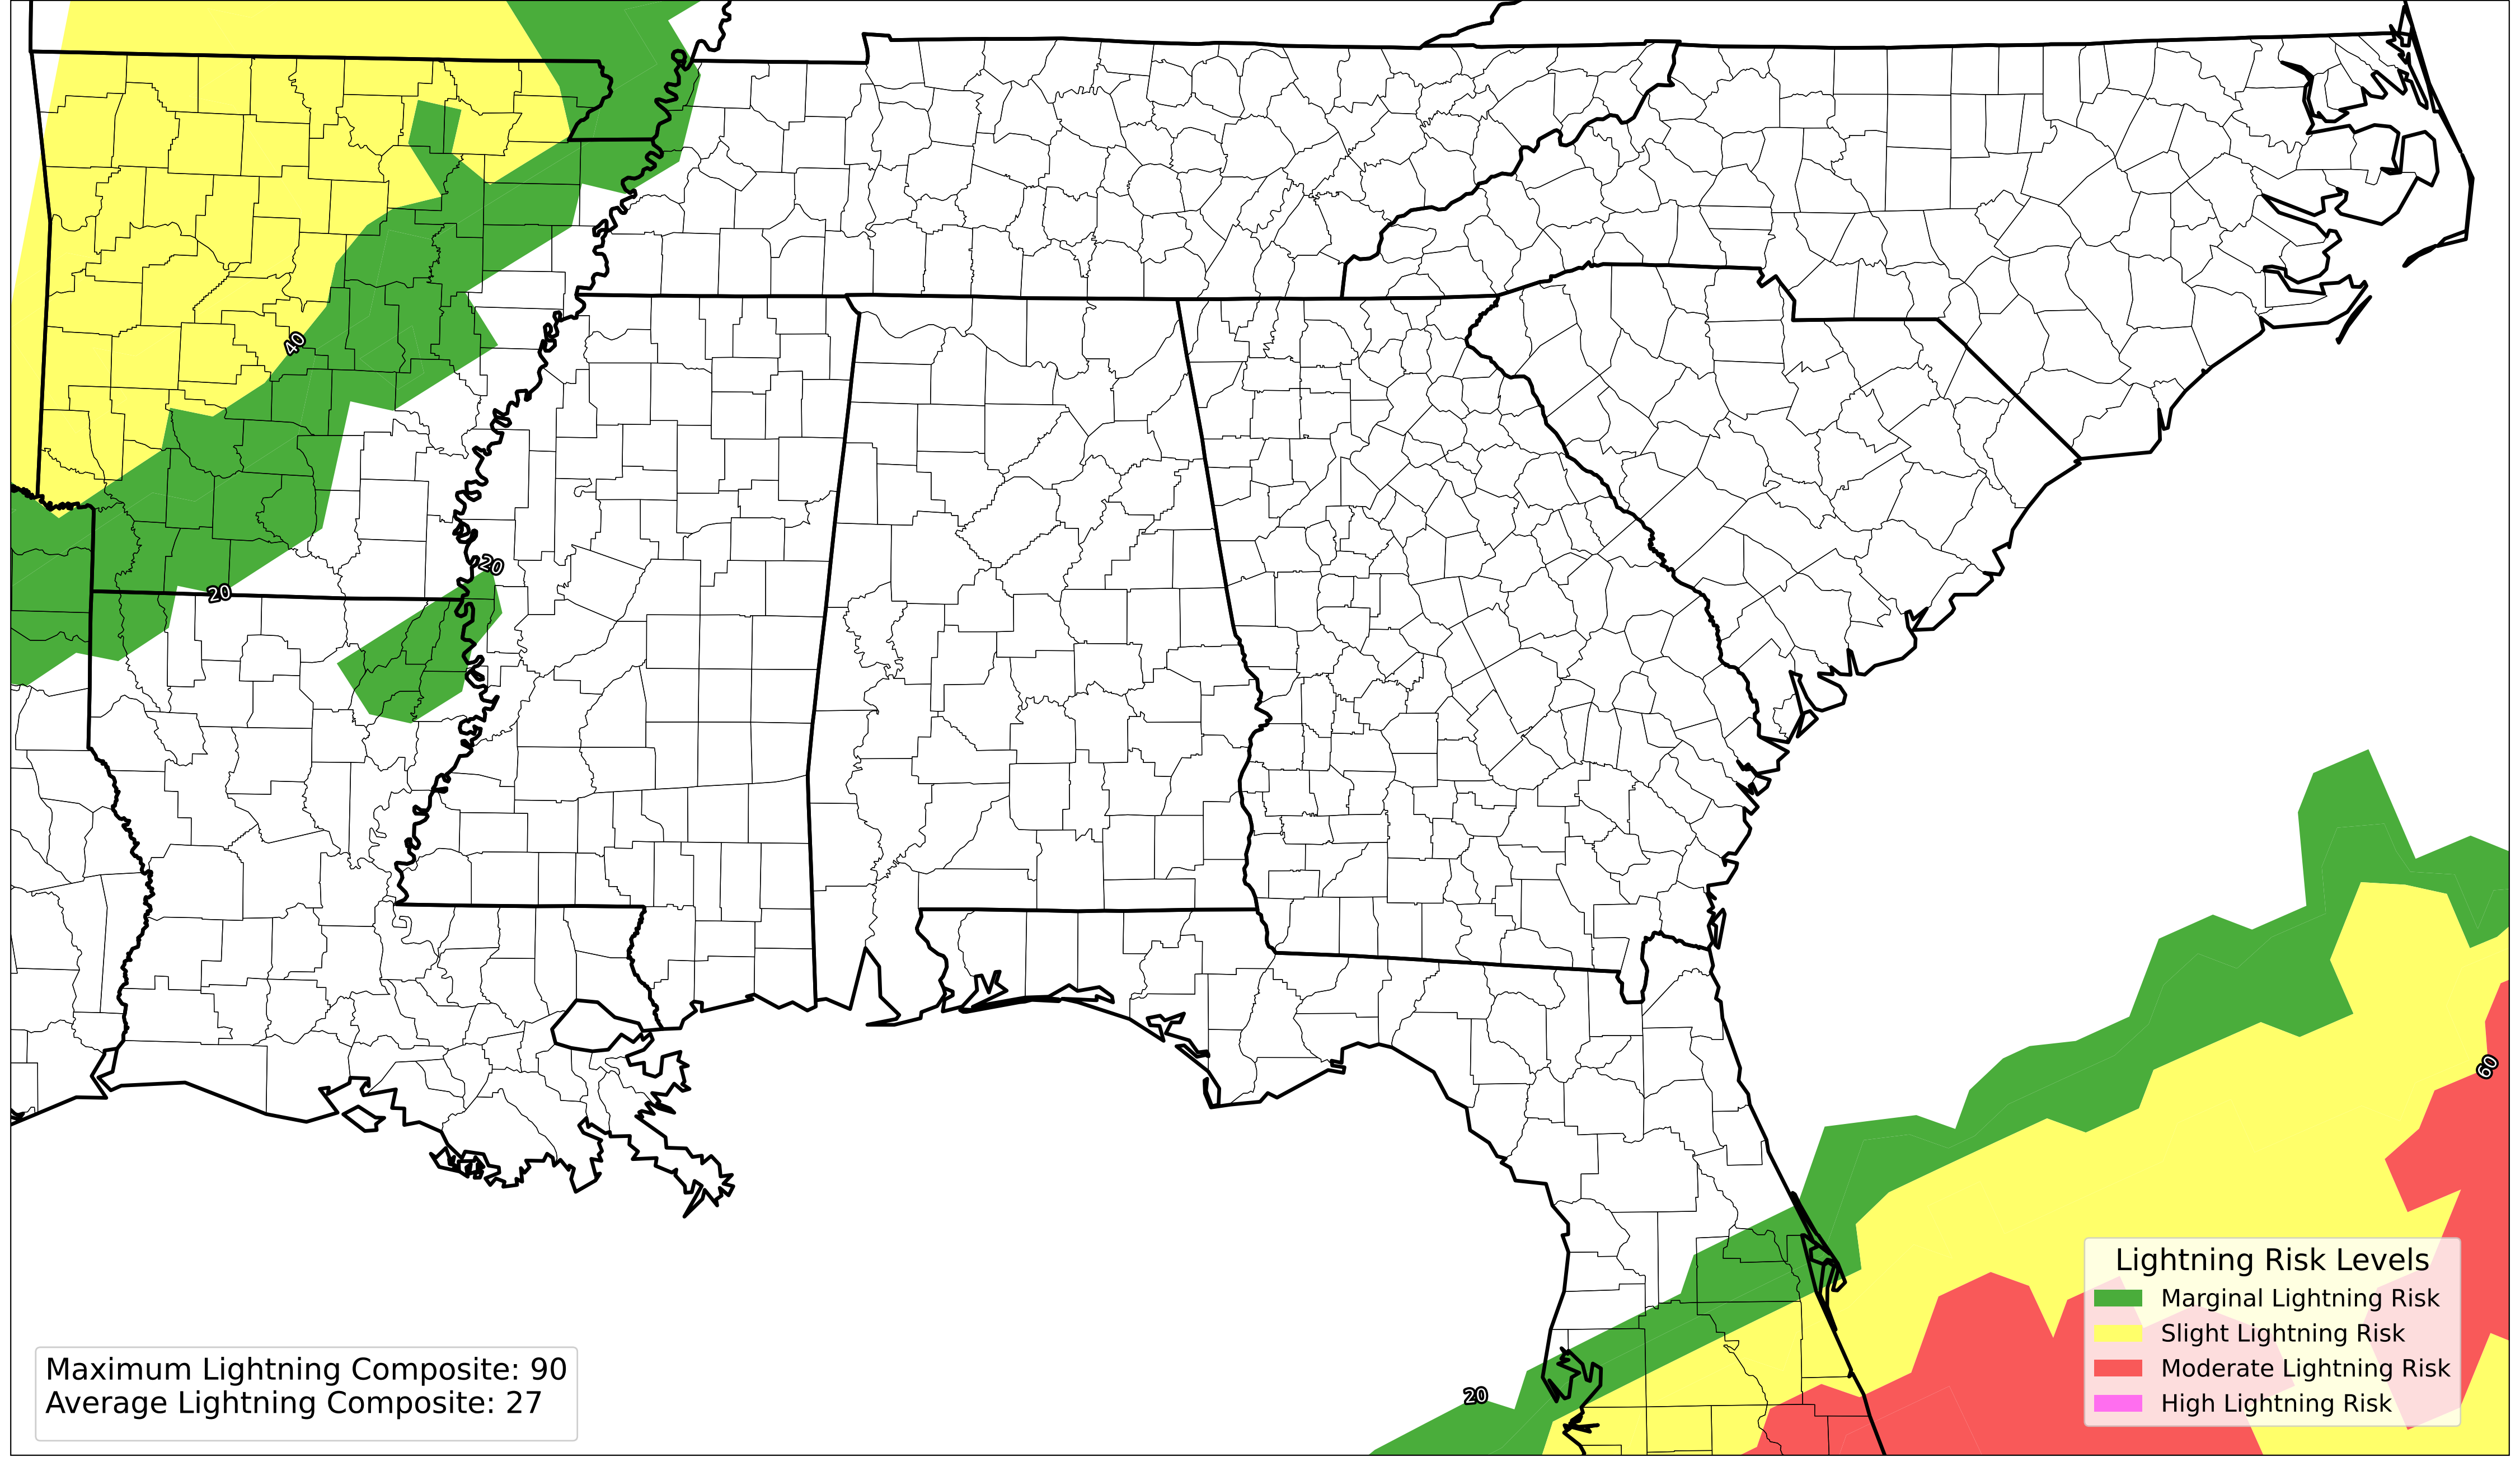 40
20
20
60
20
Lightning Risk Levels
Marginal Lightning Risk
Slight Lightning Risk
Moderate Lightning Risk
High Lightning Risk
Maximum Lightning Composite: 90
Average Lightning Composite: 27